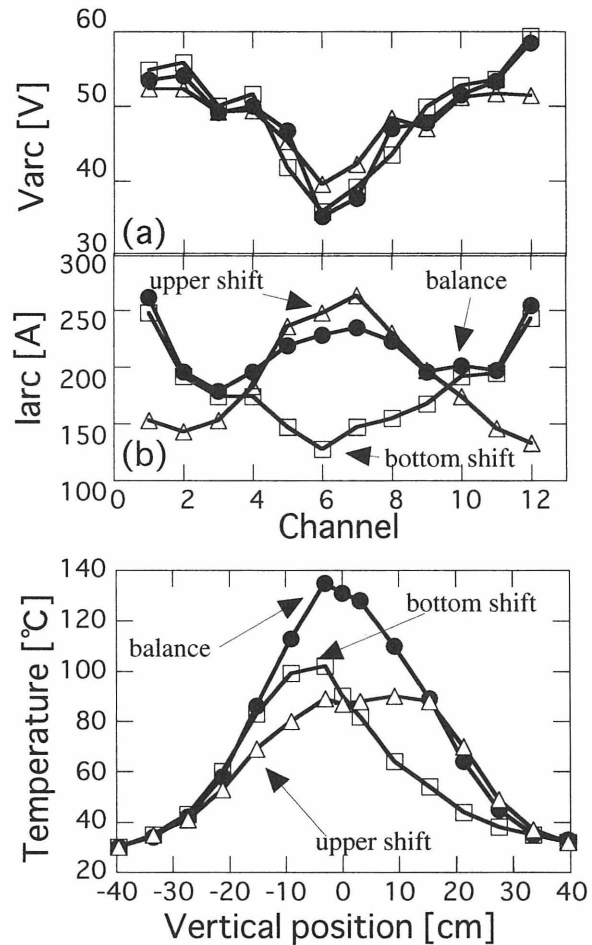 60
50
40
30
Varc [V]
(a)
300
250
200
150
100
Iarc [A]
upper shift
balance
bottom shift
(b)
0 2 4 6 8 10 12
Channel
140
120
100
80
60
40
20
Temperature [℃]
balance
bottom shift
upper shift
-40 -30 -20 -10 0 10 20 30 40
Vertical position [cm]